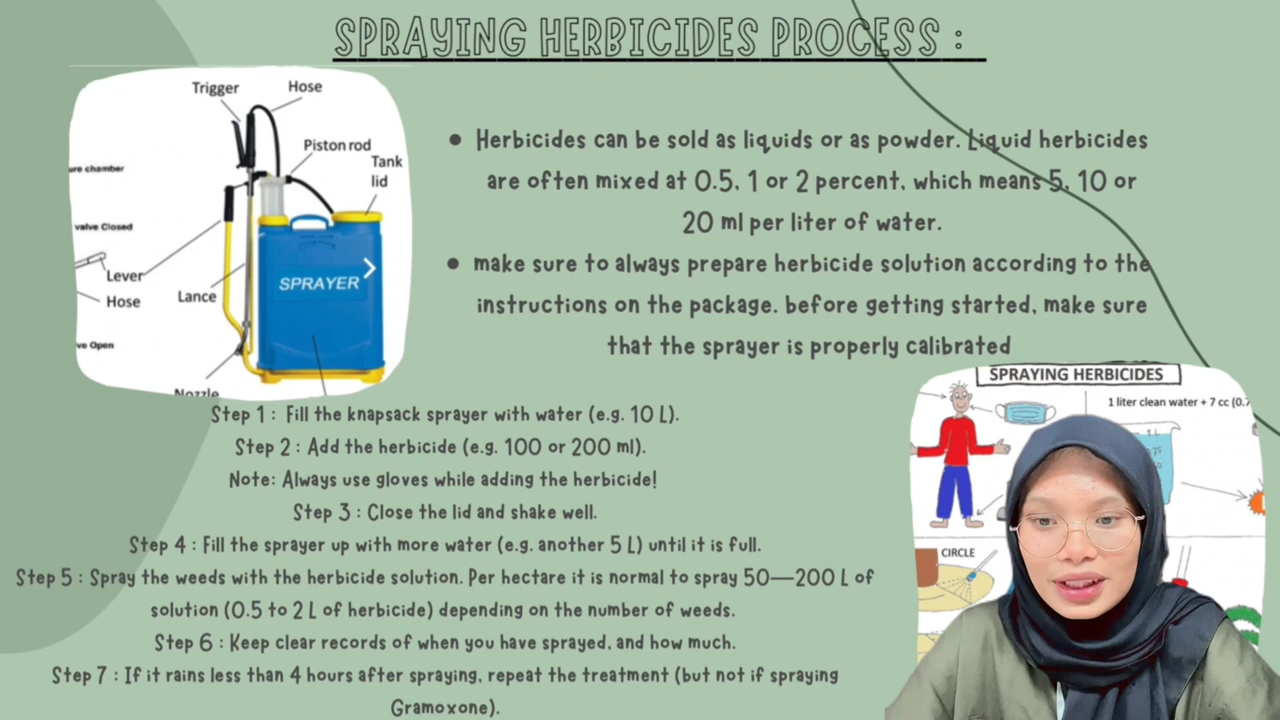 SPRAYING HERBICIDES PROCESS :
Trigger
Hose
Piston rod
Tank
lid
ure chamber
valve Closed
Lever
Hose
Lance
SPRAYER
ve Open
Nozzle
• Herbicides can be sold as liquids or as powder. Liquid herbicides
are often mixed at 0.5, 1 or 2 percent, which means 5, 10 or
20 ml per liter of water.
• make sure to always prepare herbicide solution according to the
instructions on the package. before getting started, make sure
that the sprayer is properly calibrated
Step 1 : Fill the knapsack sprayer with water (e.g. 10 L).
Step 2 : Add the herbicide (e.g. 100 or 200 ml).
Note: Always use gloves while adding the herbicide!
Step 3 : Close the lid and shake well.
Step 4 : Fill the sprayer up with more water (e.g. another 5 L) until it is full.
Step 5 : Spray the weeds with the herbicide solution. Per hectare it is normal to spray 50—200 L of
solution (0.5 to 2 L of herbicide) depending on the number of weeds.
Step 6 : Keep clear records of when you have sprayed, and how much.
Step 7 : If it rains less than 4 hours after spraying, repeat the treatment (but not if spraying
Gramoxone).
SPRAYING HERBICIDES
1 liter clean water + 7 cc (0.7
CIRCLE